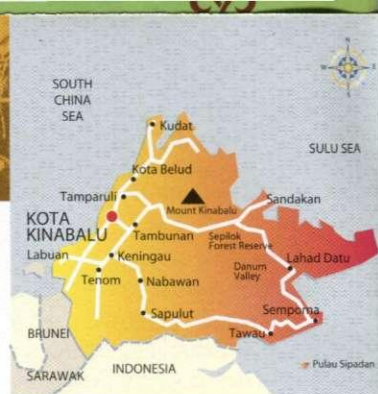 SOUTH
CHINA
SEA
Kudat
SULU SEA
Kota Belud
Tamparuli
Mount Kinabalu
Sandakan
KOTA
KINABALU
Tambunan
Sepilok
Forest Reserve
Labuan
Keningau
Danum
Valley
Lahad Datu
Tenom
Nabawan
Sapulut
Semporna
BRUNEI
Tawau
INDONESIA
Pulau Sipadan
SARAWAK